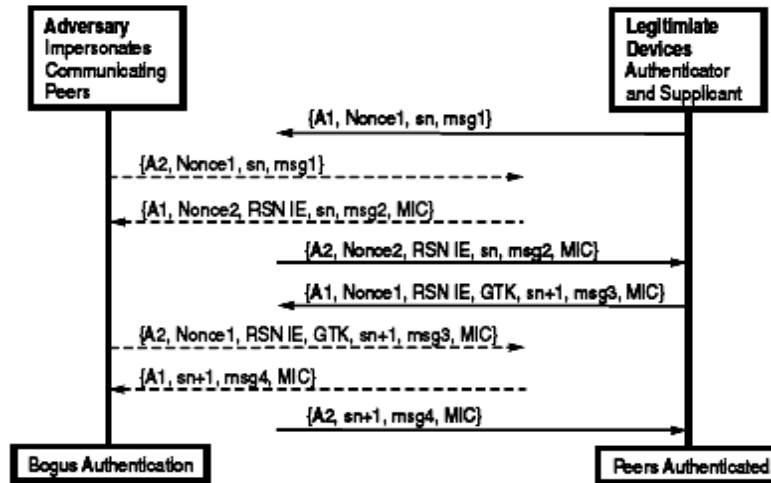 Adversary
Impersonates
Communicating
Peers
Legitimiate
Devices
Authenticator
and Supplicant
{A1, Nonce1, sn, msg1}
{A2, Nonce1, sn, msg1}
{A1, Nonce2, RSN IE, sn, msg2, MIC}
{A2, Nonce2, RSN IE, sn, msg2, MIC}
{A1, Nonce1, RSN IE, GTK, sn+1, msg3, MIC}
{A2, Nonce1, RSN IE, GTK, sn+1, msg3, MIC}
{A1, sn+1, msg4, MIC}
{A2, sn+1, msg4, MIC}
Bogus Authentication
Peers Authenticated